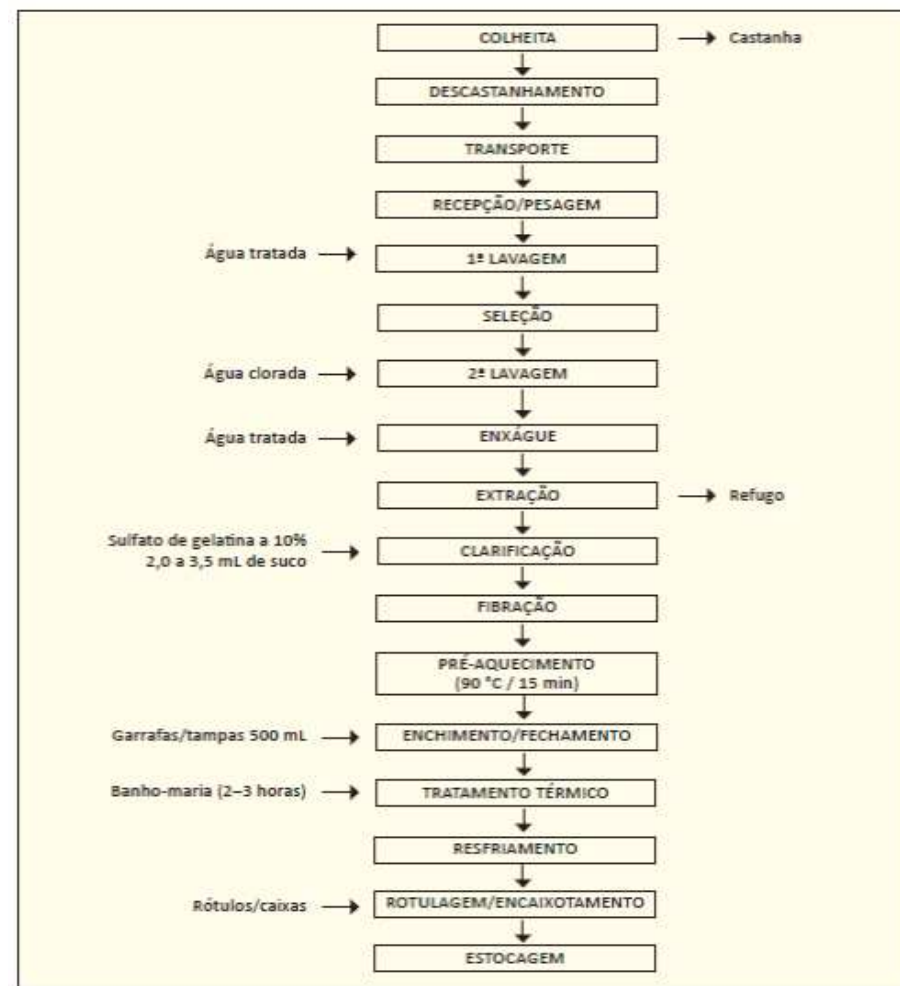 COLHEITA
Castanha
DESCASTANHAMENTO
TRANSPORTE
RECEPÇÃO/PESAGEM
Água tratada
1ª LAVAGEM
SELEÇÃO
Água clorada
2ª LAVAGEM
Água tratada
ENXÁGUE
EXTRAÇÃO
Refugo
Sulfato de gelatina a 10%
2,0 a 3,5 mL de suco
CLARIFICAÇÃO
FIBRAÇÃO
PRÉ-AQUECIMENTO
(90 °C / 15 min)
Garrafas/tampas 500 mL
ENCHIMENTO/FECHAMENTO
Banho-maria (2–3 horas)
TRATAMENTO TÉRMICO
RESFRIAMENTO
Rótulos/caixas
ROTULAGEM/ENCAIXOTAMENTO
ESTOCAGEM